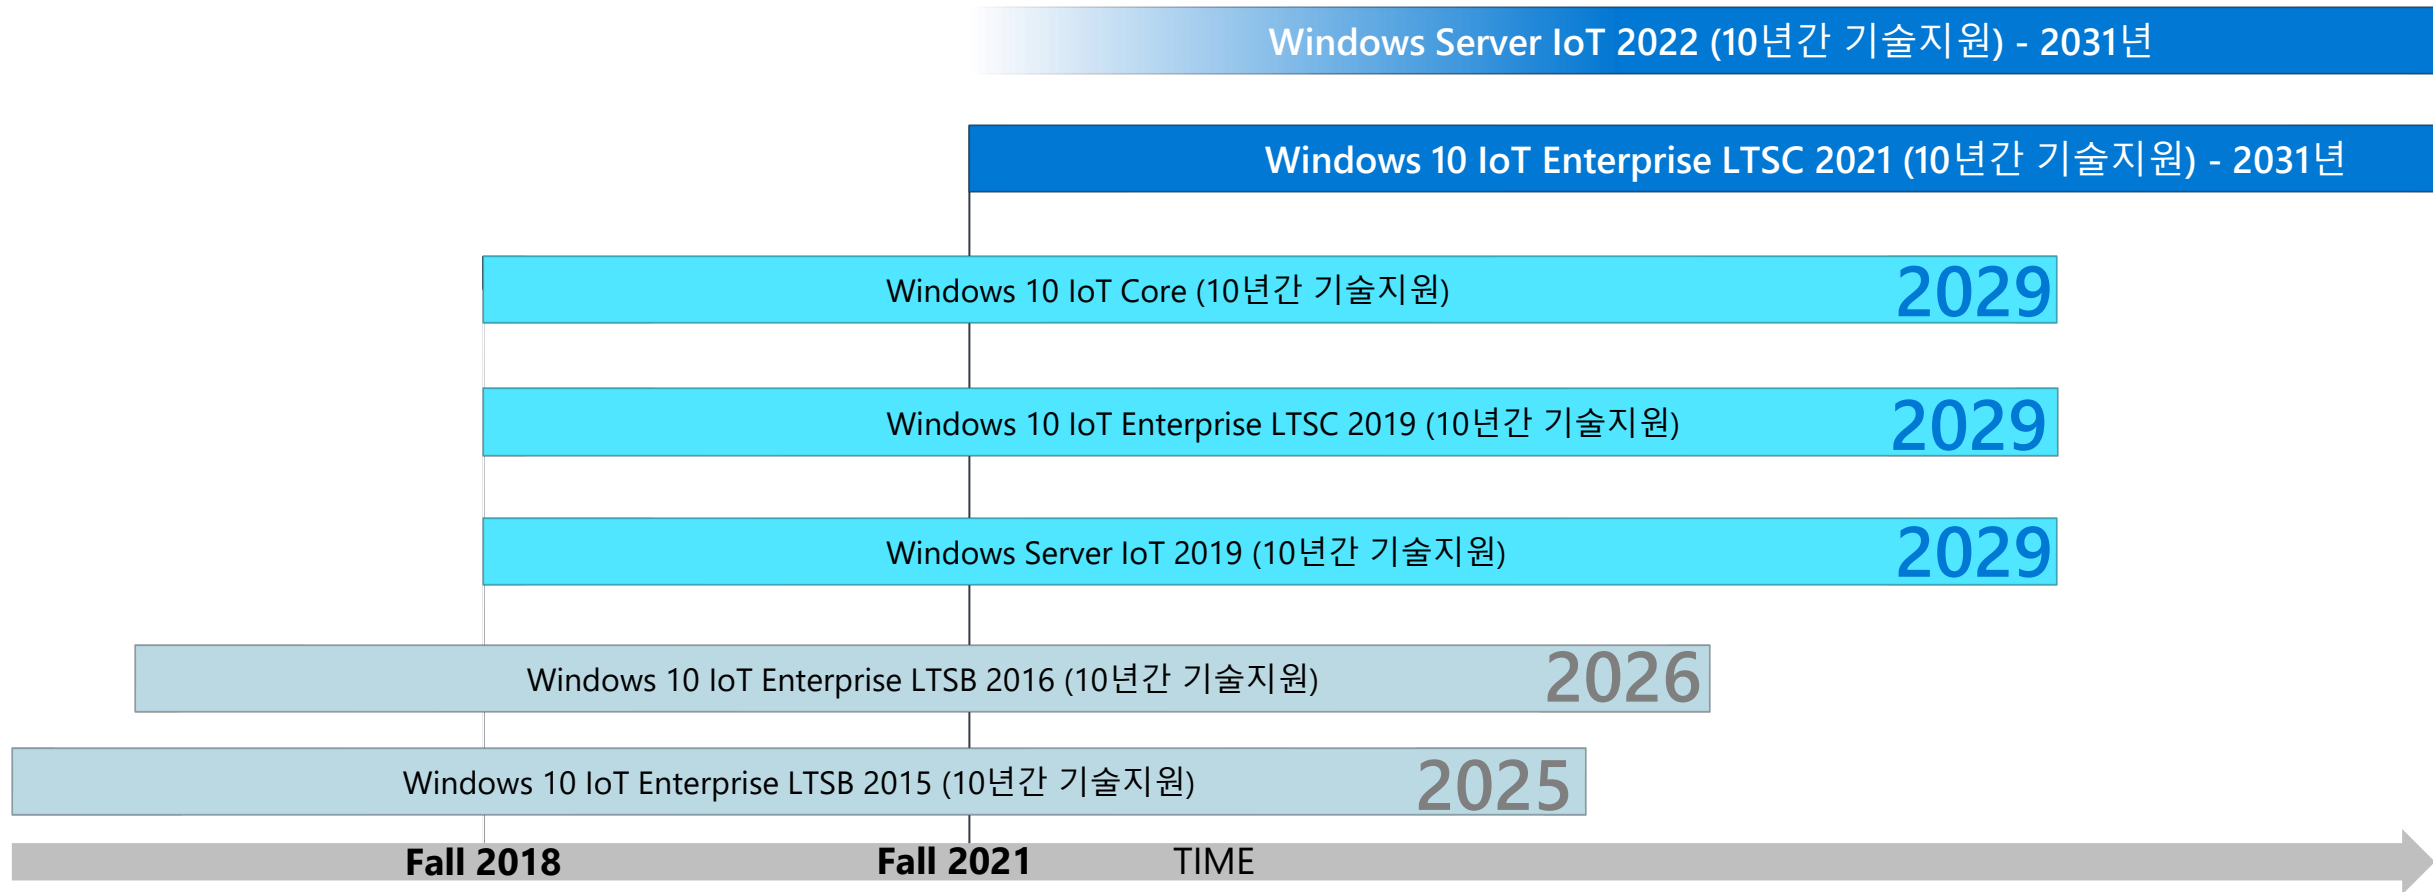 Windows Server IoT 2022 (10년간 기술지원) - 2031년
Windows 10 IoT Enterprise LTSC 2021 (10년간 기술지원) - 2031년
Windows 10 IoT Core (10년간 기술지원) 2029
Windows 10 IoT Enterprise LTSC 2019 (10년간 기술지원) 2029
Windows Server IoT 2019 (10년간 기술지원) 2029
Windows 10 IoT Enterprise LTSB 2016 (10년간 기술지원) 2026
Windows 10 IoT Enterprise LTSB 2015 (10년간 기술지원) 2025
Fall 2018 Fall 2021 TIME